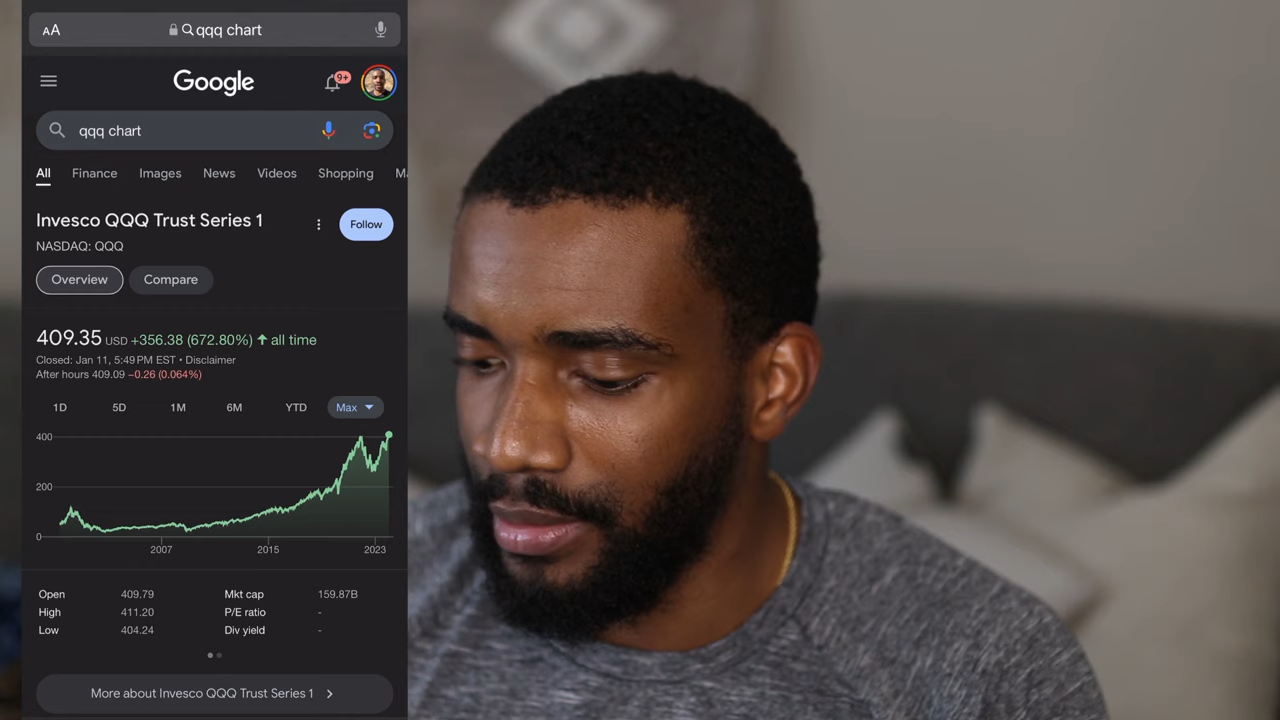 AA qqq chart
Google 9+
qqq chart
All Finance Images News Videos Shopping Ma
Invesco QQQ Trust Series 1 Follow
NASDAQ: QQQ
Overview Compare
409.35 USD +356.38 (672.80%) ↑ all time
Closed: Jan 11, 5:49 PM EST • Disclaimer
After hours 409.09 −0.26 (0.064%)
1D 5D 1M 6M YTD Max
400
200
0
2007 2015 2023
Open 409.79 Mkt cap 159.87B
High 411.20 P/E ratio -
Low 404.24 Div yield -
More about Invesco QQQ Trust Series 1 >